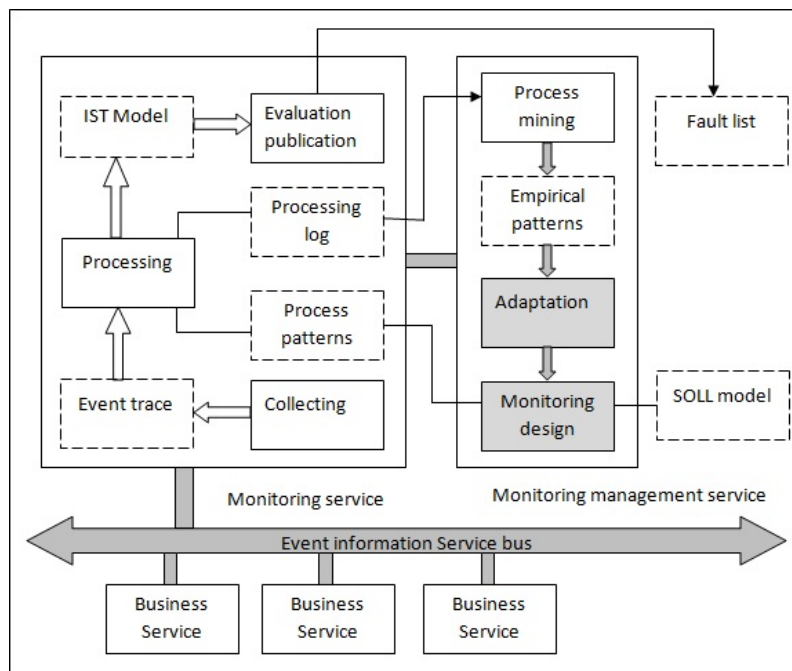 IST Model
Evaluation
publication
Process
mining
Fault list
Processing
log
Empirical
patterns
Processing
Adaptation
Process
patterns
Event trace
Collecting
Monitoring
design
SOLL model
Monitoring service
Monitoring management service
Event information Service bus
Business
Service
Business
Service
Business
Service